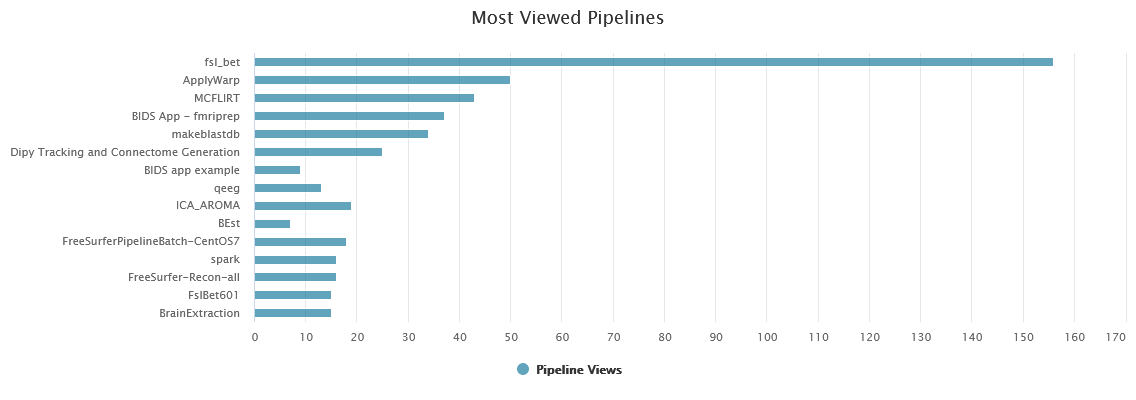 Most Viewed Pipelines
fsl_bet
ApplyWarp
MCFLIRT
BIDS App - fmriprep
makeblastdb
Dipy Tracking and Connectome Generation
BIDS app example
qeeg
ICA_AROMA
BEst
FreeSurferPipelineBatch-CentOS7
spark
FreeSurfer-Recon-all
FslBet601
BrainExtraction
0 10 20 30 40 50 60 70 80 90 100 110 120 130 140 150 160 170
Pipeline Views